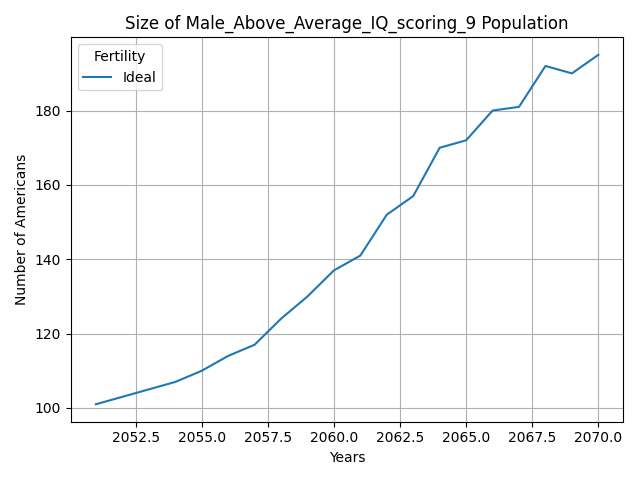 Size of Male_Above_Average_IQ_scoring_9 Population
Fertility
Ideal
Number of Americans
180
160
140
120
100
2052.5 2055.0 2057.5 2060.0 2062.5 2065.0 2067.5 2070.0
Years